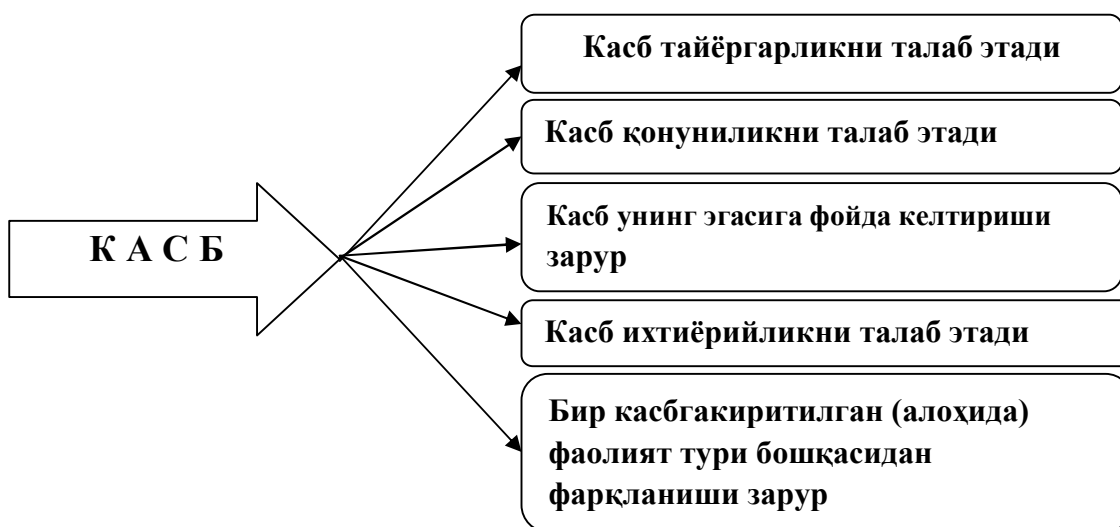 Касб тайёргарликни талаб этади
Касб қонуниликни талаб этади
К А С Б
Касб унинг эгасига фойда келтириши
зарур
Касб ихтиёрийликни талаб этади
Бир касбгакиритилган (алоҳида)
фаолият тури бошқасидан
фарқланиши зарур